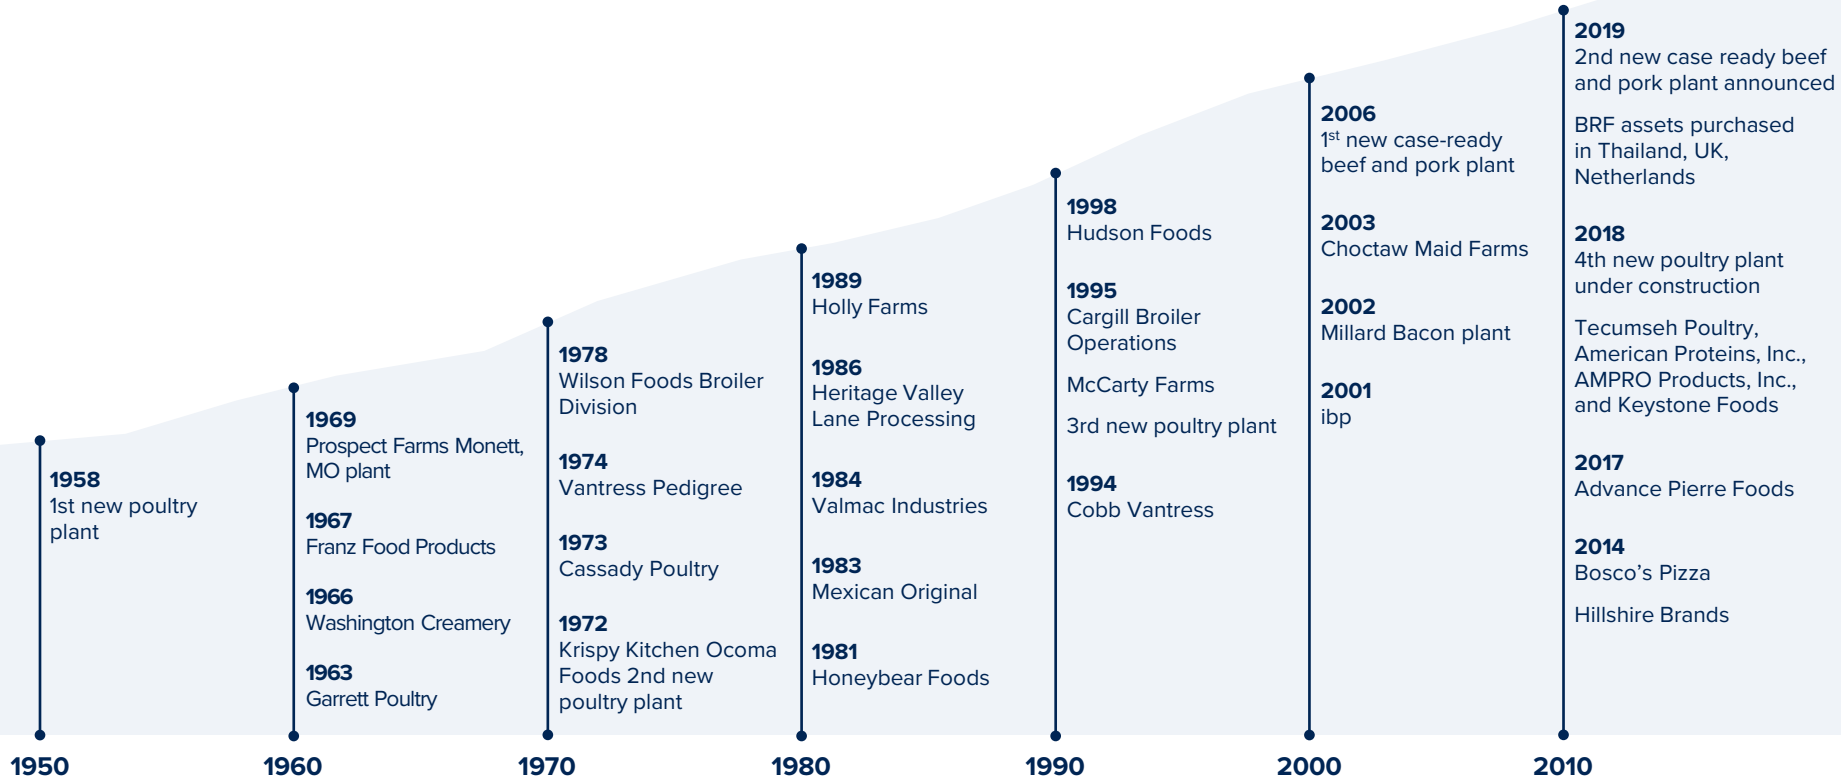 1958
1st new poultry
plant
1969
Prospect Farms Monett,
MO plant
1967
Franz Food Products
1966
Washington Creamery
1963
Garrett Poultry
1978
Wilson Foods Broiler
Division
1974
Vantress Pedigree
1973
Cassady Poultry
1972
Krispy Kitchen Ocoma
Foods 2nd new
poultry plant
1989
Holly Farms
1986
Heritage Valley
Lane Processing
1984
Valmac Industries
1983
Mexican Original
1981
Honeybear Foods
1998
Hudson Foods
1995
Cargill Broiler
Operations
McCarty Farms
3rd new poultry plant
1994
Cobb Vantress
2006
1st new case-ready
beef and pork plant
2003
Choctaw Maid Farms
2002
Millard Bacon plant
2001
ibp
2019
2nd new case ready beef
and pork plant announced
BRF assets purchased
in Thailand, UK,
Netherlands
2018
4th new poultry plant
under construction
Tecumseh Poultry,
American Proteins, Inc.,
AMPRO Products, Inc.,
and Keystone Foods
2017
Advance Pierre Foods
2014
Bosco’s Pizza
Hillshire Brands
1950 1960 1970 1980 1990 2000 2010